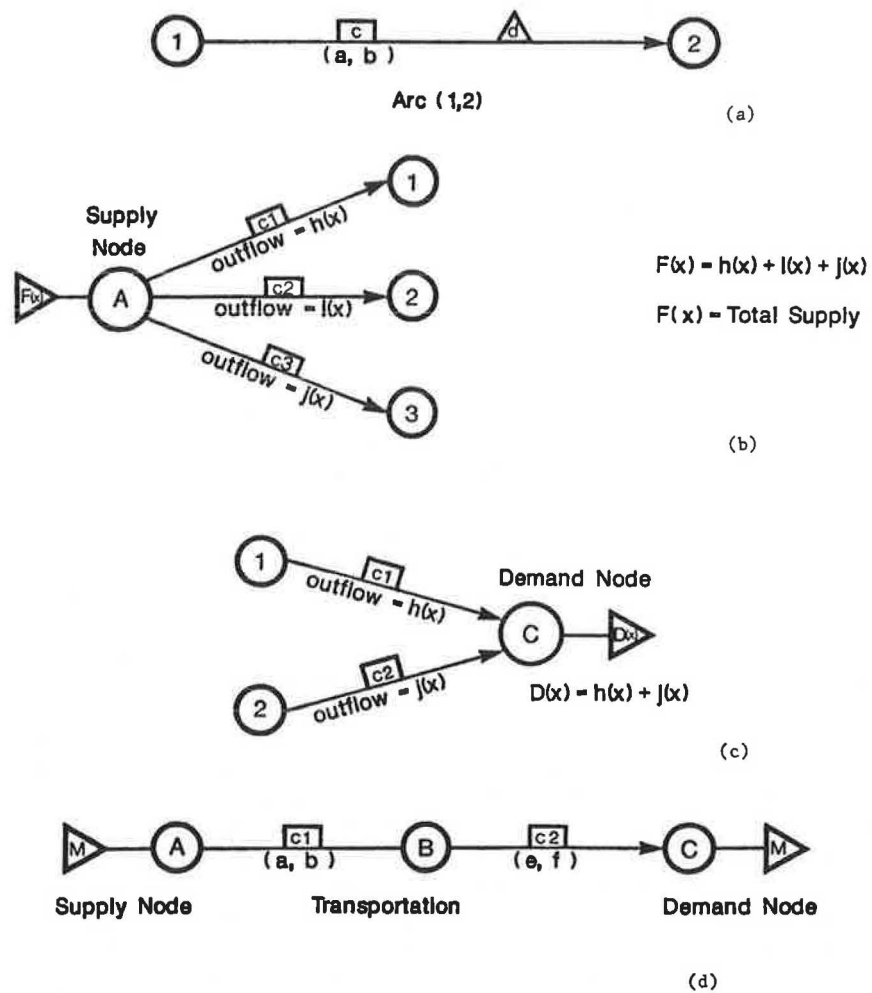 1
c
d
2
(a, b)
Arc (1,2)
(a)
1
Supply
Node
c1
outflow = h(x)
F(x)
A
c2
2
outflow = l(x)
F(x) = h(x) + l(x) + j(x)
F(x) = Total Supply
c3
outflow = j(x)
3
(b)
1
c1
outflow = h(x)
Demand Node
C
D(x)
c2
outflow = j(x)
2
D(x) = h(x) + j(x)
(c)
M
A
c1
B
c2
C
M
(a, b)
(e, f)
Supply Node
Transportation
Demand Node
(d)